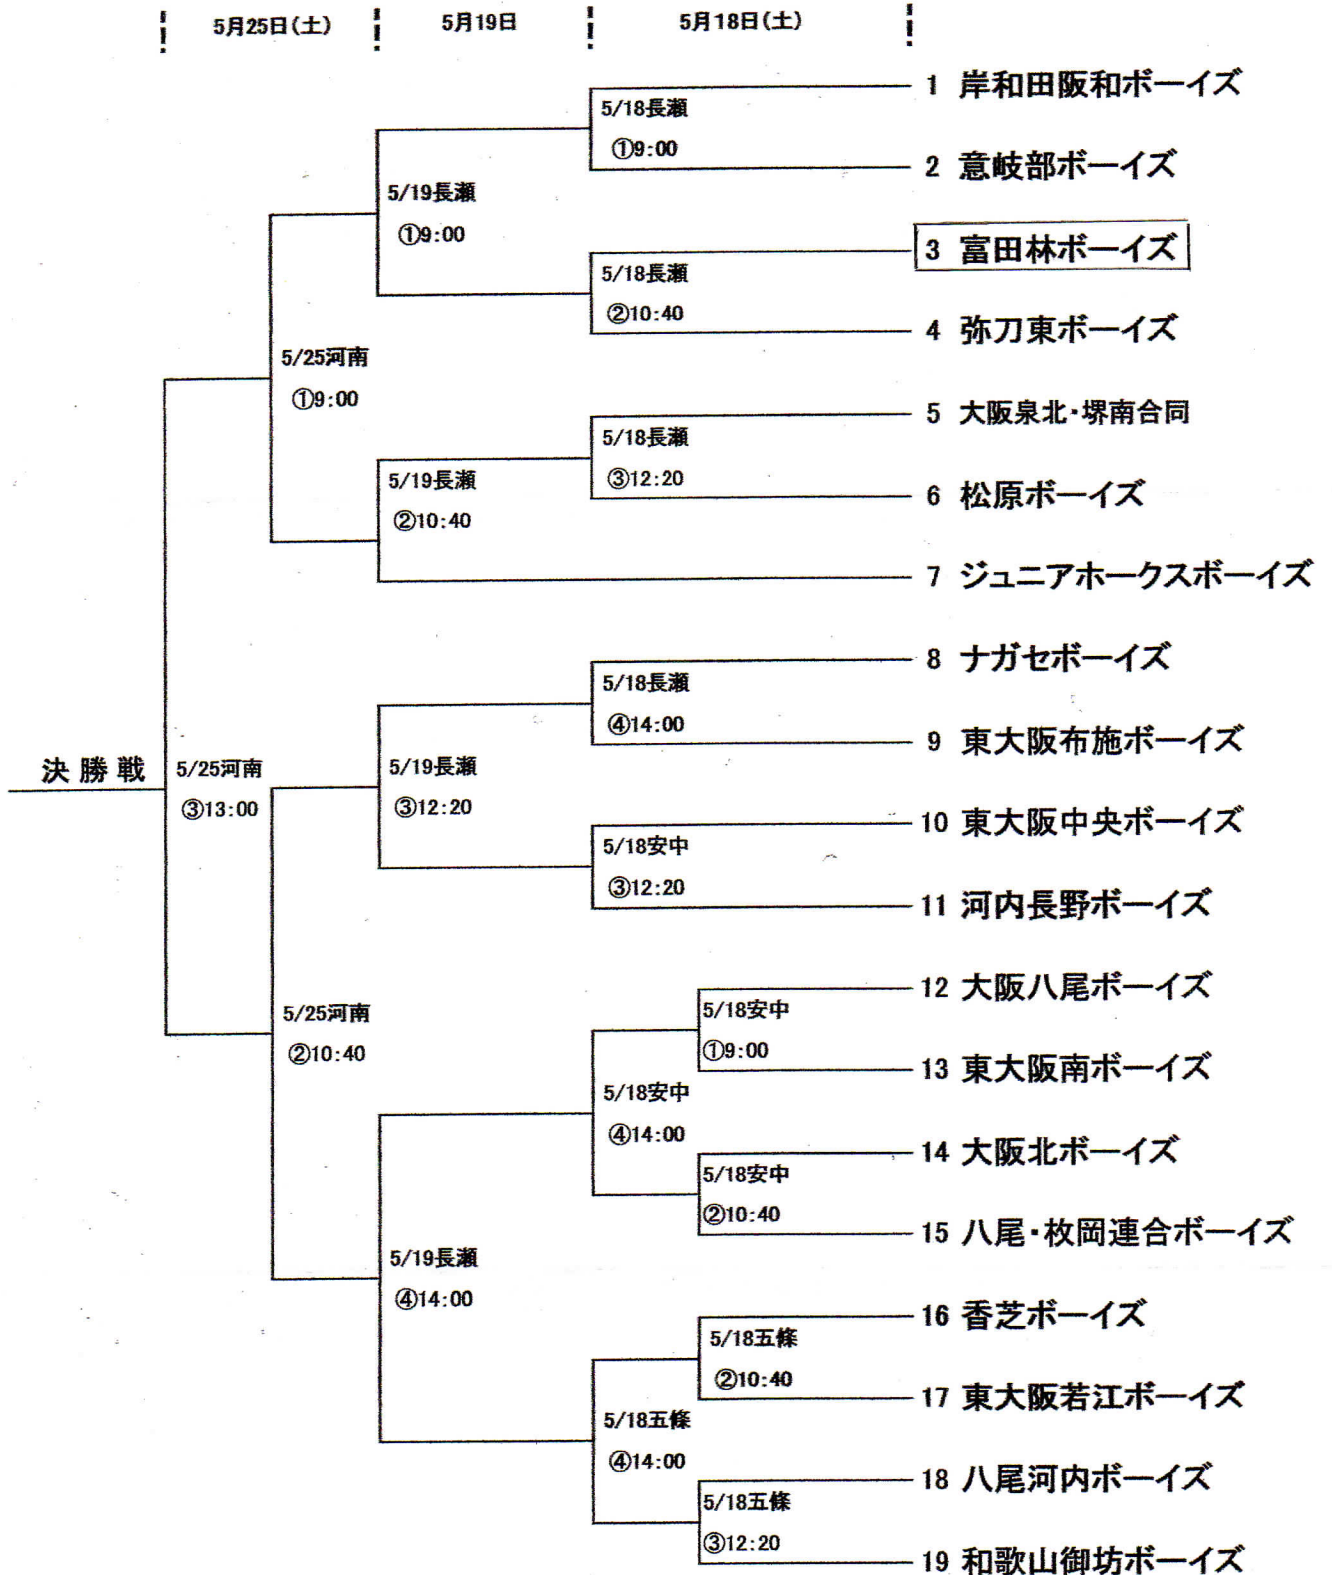 5月25日(土) 5月19日 5月18日(土)
1 岸和田阪和ボーイズ
5/18長瀬
①9:00
2 意岐部ボーイズ
5/19長瀬
①9:00
3 富田林ボーイズ
5/18長瀬
②10:40
4 弥刀東ボーイズ
5/25河南
①9:00
5 大阪泉北・堺南合同
5/18長瀬
③12:20
6 松原ボーイズ
5/19長瀬
②10:40
7 ジュニアホークスボーイズ
8 ナガセボーイズ
5/18長瀬
④14:00
9 東大阪布施ボーイズ
決勝戦
5/25河南
③13:00
5/19長瀬
③12:20
10 東大阪中央ボーイズ
5/18安中
③12:20
11 河内長野ボーイズ
12 大阪八尾ボーイズ
5/18安中
①9:00
13 東大阪南ボーイズ
5/25河南
②10:40
5/18安中
④14:00
14 大阪北ボーイズ
5/18安中
②10:40
15 八尾・枚岡連合ボーイズ
5/19長瀬
④14:00
16 香芝ボーイズ
5/18五條
②10:40
17 東大阪若江ボーイズ
5/18五條
④14:00
18 八尾河内ボーイズ
5/18五條
③12:20
19 和歌山御坊ボーイズ